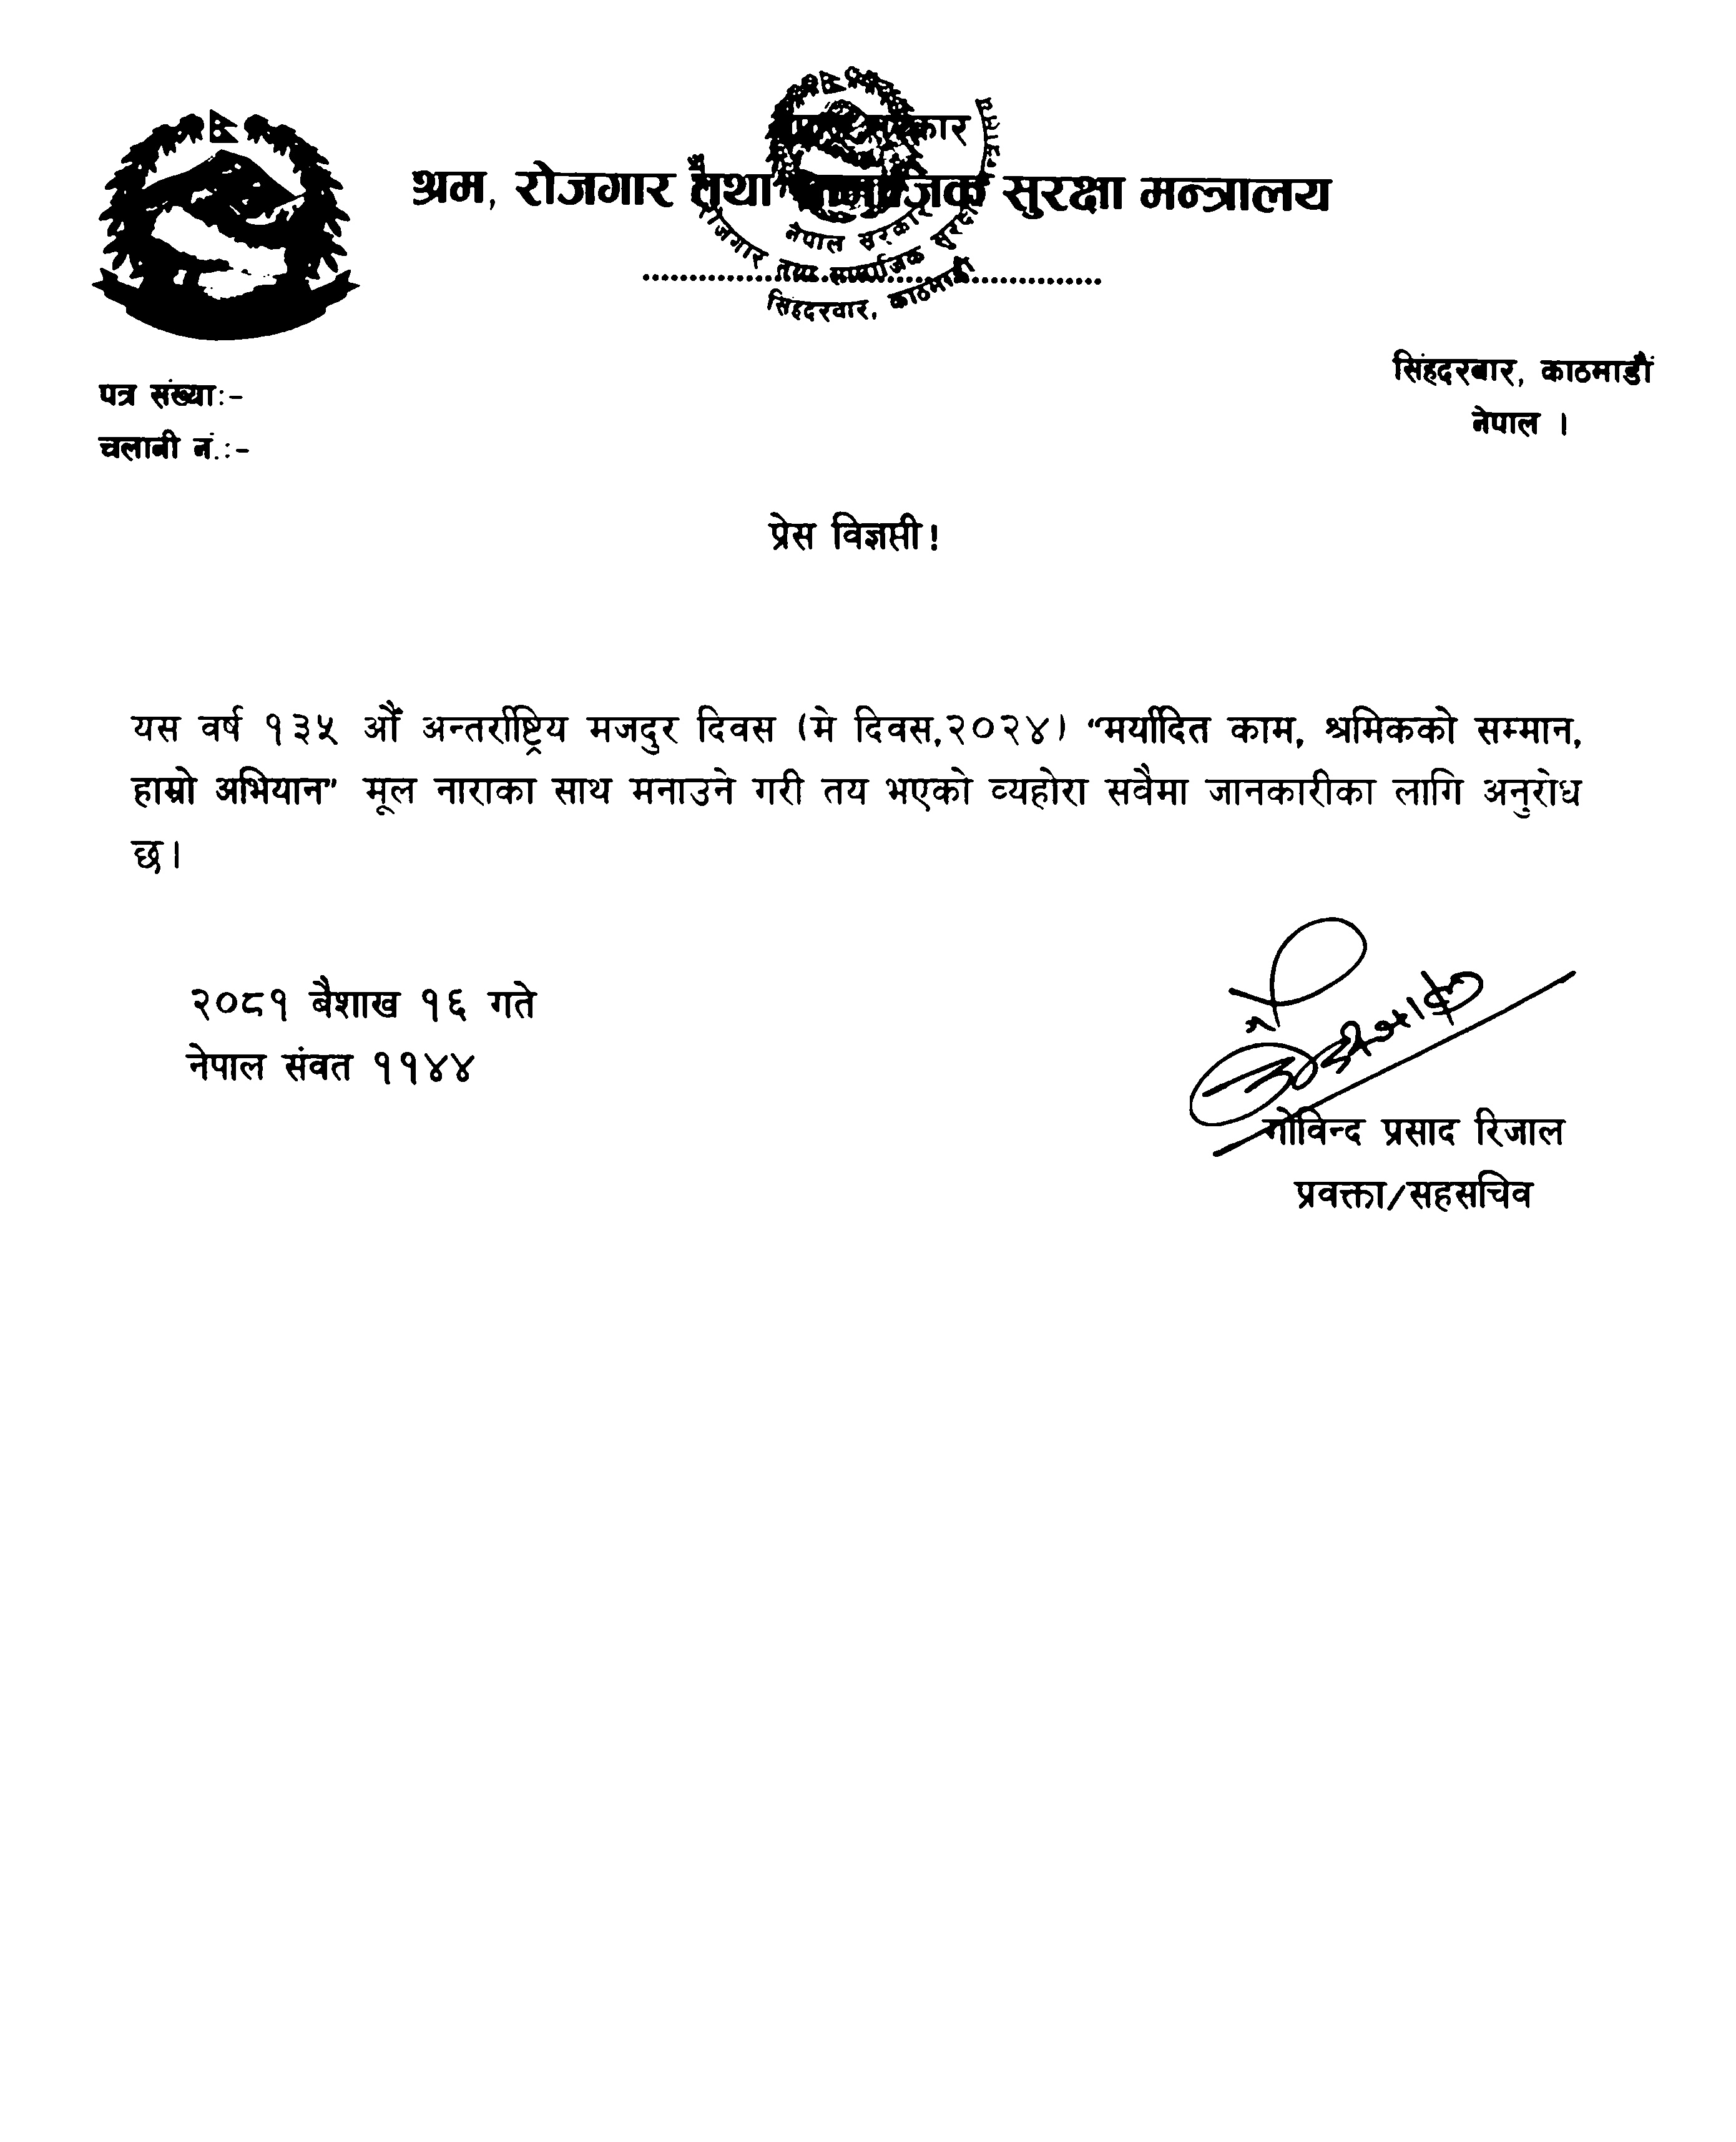 नेपाल सरकार
श्रम, रोजगार तथा सामाजिक सुरक्षा मन्त्रालय
नेपाल सरकार
रोजगार तथा सामाजिक सुरक्षा
सिंहदरवार, काठमाडौं
सिंहदरबार, काठमाडौं
नेपाल ।
पत्र संख्याः-
चलानी नं.:-
प्रेस विज्ञप्ती!
यस वर्ष १३५ औं अन्तर्राष्ट्रिय मजदुर दिवस (मे दिवस,२०२४) “मर्यादित काम, श्रमिकको सम्मान,
हाम्रो अभियान” मूल नाराका साथ मनाउने गरी तय भएको व्यहोरा सवैमा जानकारीका लागि अनुरोध
छ।
२०८१ बैशाख १६ गते
नेपाल संवत ११४४
गोविन्द प्रसाद रिजाल
प्रवक्ता/सहसचिव